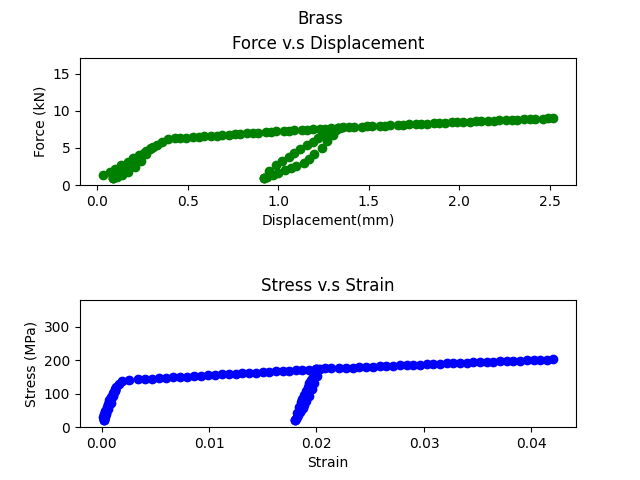 Brass
Force v.s Displacement
15
10
5
0
Force (kN)
0.0 0.5 1.0 1.5 2.0 2.5
Displacement(mm)
Stress v.s Strain
300
200
100
0
Stress (MPa)
0.00 0.01 0.02 0.03 0.04
Strain